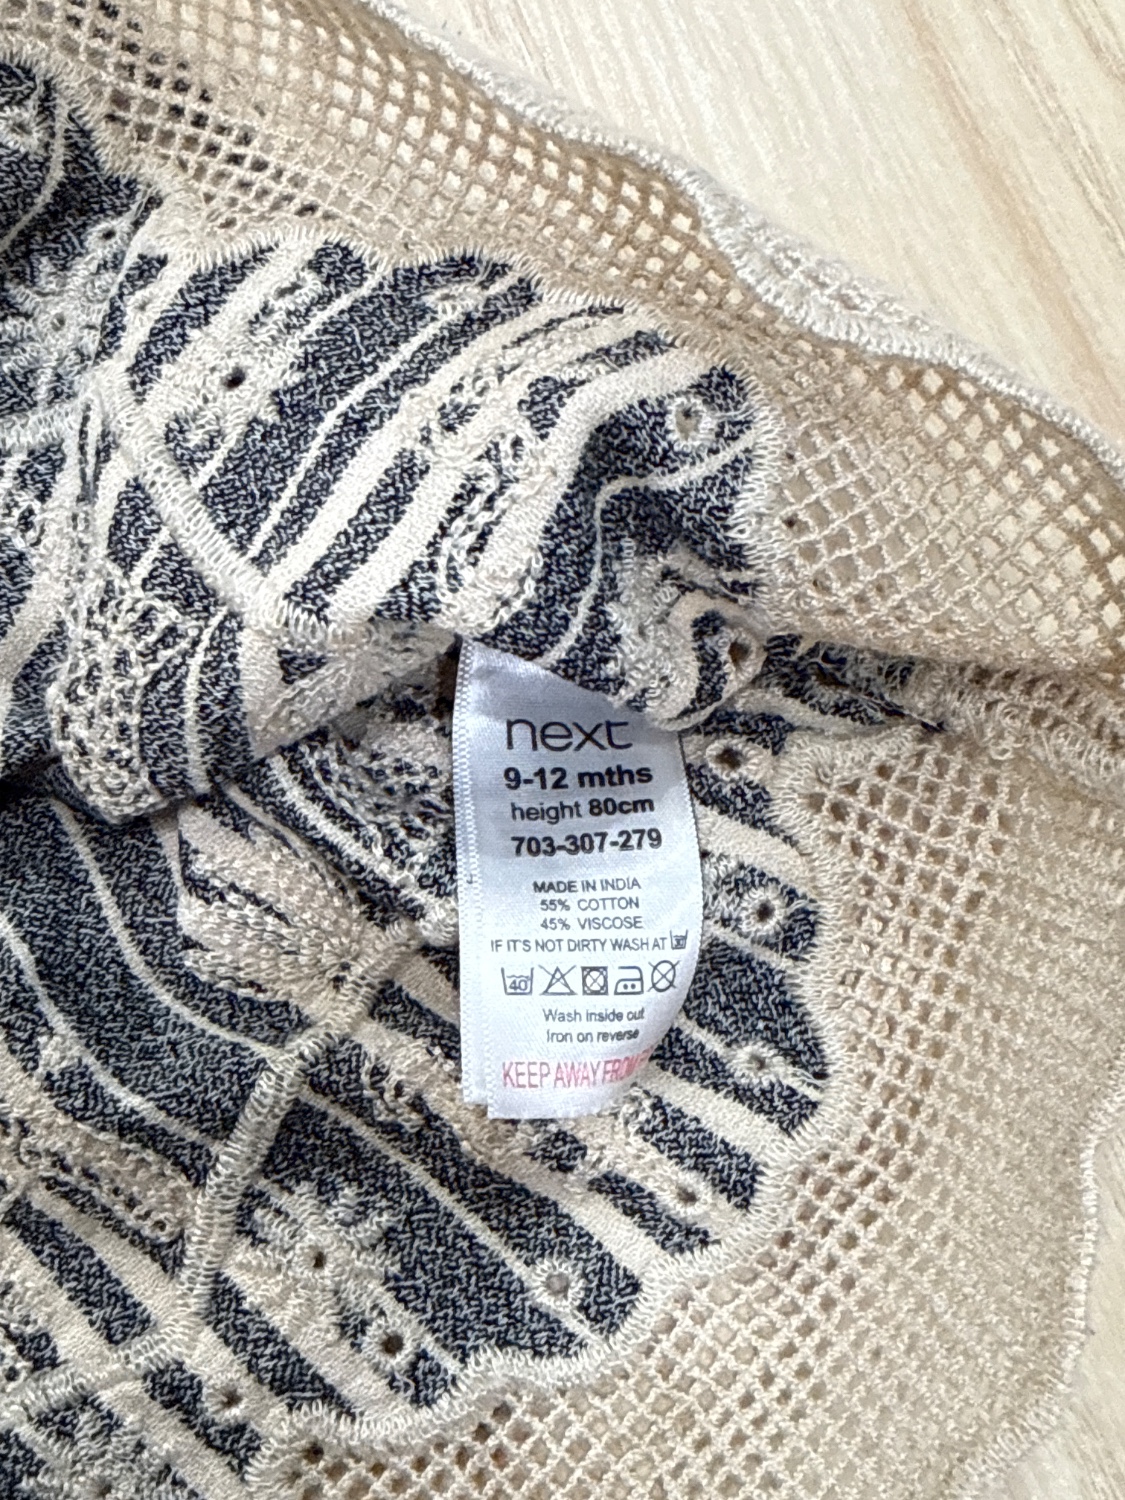 next
9-12 mths
height 80cm
703-307-279
MADE IN INDIA
55% COTTON
45% VISCOSE
IF IT'S NOT DIRTY WASH AT
40
Wash inside out
Iron on reverse
KEEP AWAY FROM